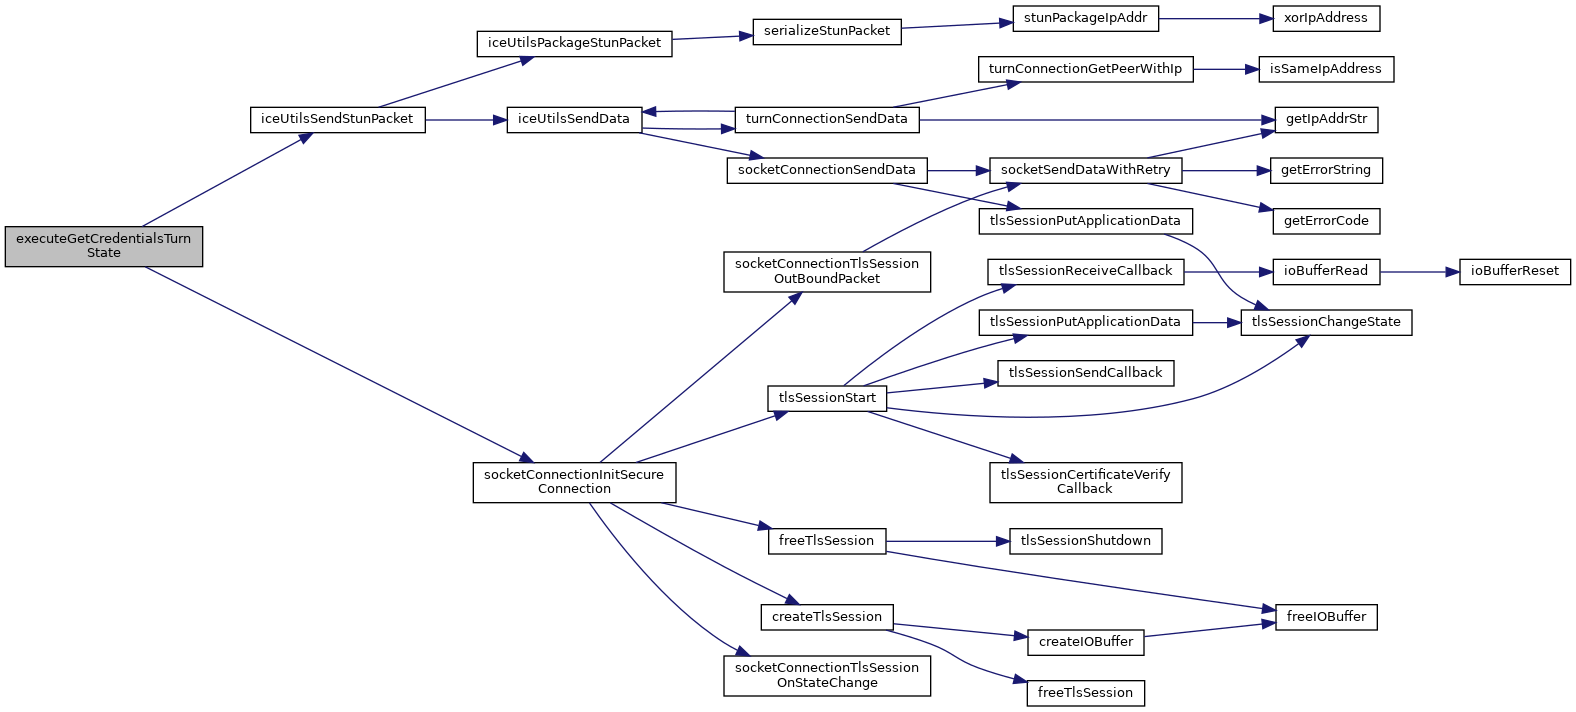 stunPackageIpAddr
xorIpAddress
serializeStunPacket
iceUtilsPackageStunPacket
turnConnectionGetPeerWithIp
isSameIpAddress
iceUtilsSendStunPacket
iceUtilsSendData
turnConnectionSendData
getIpAddrStr
socketConnectionSendData
socketSendDataWithRetry
getErrorString
tlsSessionPutApplicationData
getErrorCode
executeGetCredentialsTurn
State
socketConnectionTlsSession
OutBoundPacket
tlsSessionReceiveCallback
ioBufferRead
ioBufferReset
tlsSessionPutApplicationData
tlsSessionChangeState
tlsSessionSendCallback
tlsSessionStart
socketConnectionInitSecure
Connection
tlsSessionCertificateVerify
Callback
freeTlsSession
tlsSessionShutdown
createTlsSession
freeIOBuffer
createIOBuffer
socketConnectionTlsSession
OnStateChange
freeTlsSession